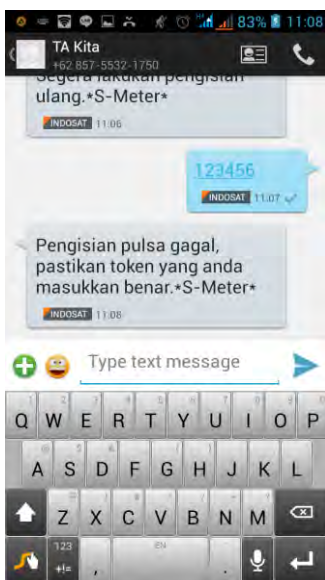 83% 11:08
TA Kita
+62 857-5532-1750
Segera lakukan pengisian
ulang.*S-Meter*
INDOSAT 11:06
123456
INDOSAT 11:07
Pengisian pulsa gagal,
pastikan token yang anda
masukkan benar.*S-Meter*
INDOSAT 11:08
Type text message
Q W E R T Y U I O P
A S D F G H J K L
Z X C V B N M
123 EN
+!= , .